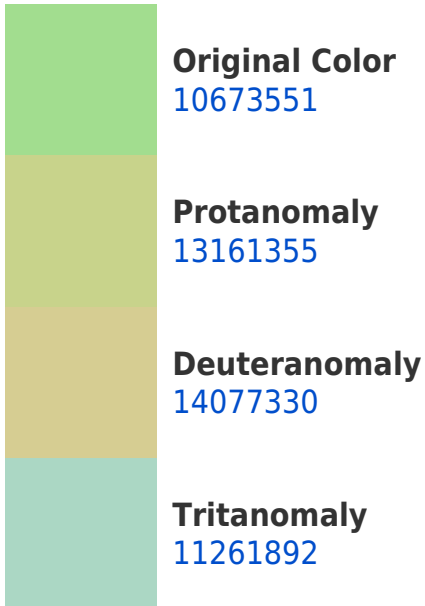 Original Color
10673551
Protanomaly
13161355
Deuteranomaly
14077330
Tritanomaly
11261892